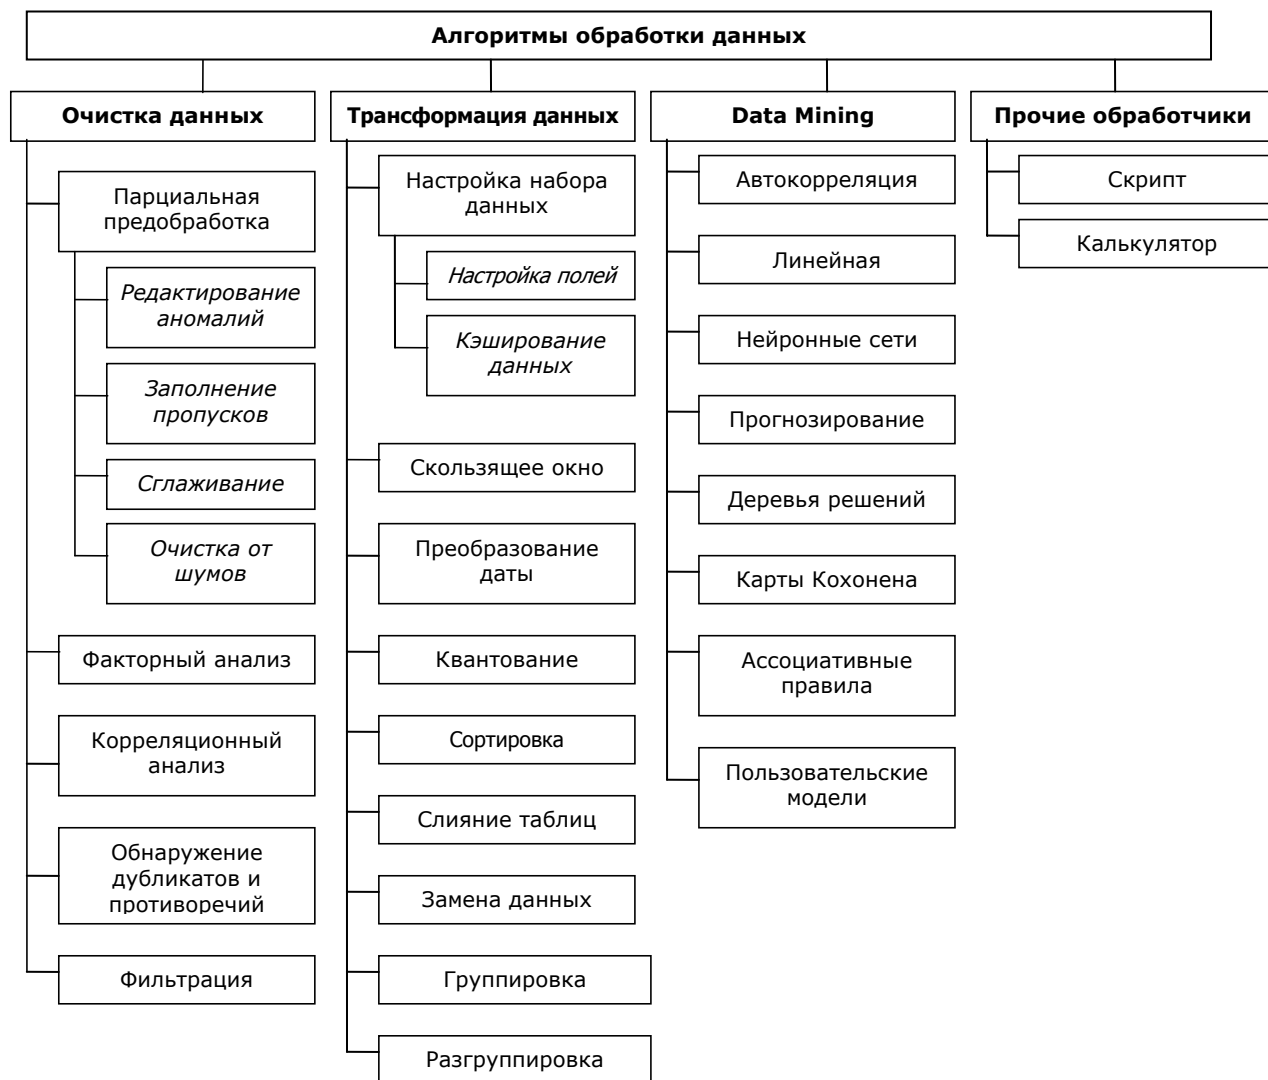 Алгоритмы обработки данных
Очистка данных
Парциальная
предобработка
Редактирование
аномалий
Заполнение
пропусков
Сглаживание
Очистка от
шумов
Факторный анализ
Корреляционный
анализ
Обнаружение
дубликатов и
противоречий
Фильтрация
Трансформация данных
Настройка набора
данных
Настройка полей
Кэширование
данных
Скользящее окно
Преобразование
даты
Квантование
Сортировка
Слияние таблиц
Замена данных
Группировка
Разгруппировка
Data Mining
Автокорреляция
Линейная
Нейронные сети
Прогнозирование
Деревья решений
Карты Кохонена
Ассоциативные
правила
Пользовательские
модели
Прочие обработчики
Скрипт
Калькулятор